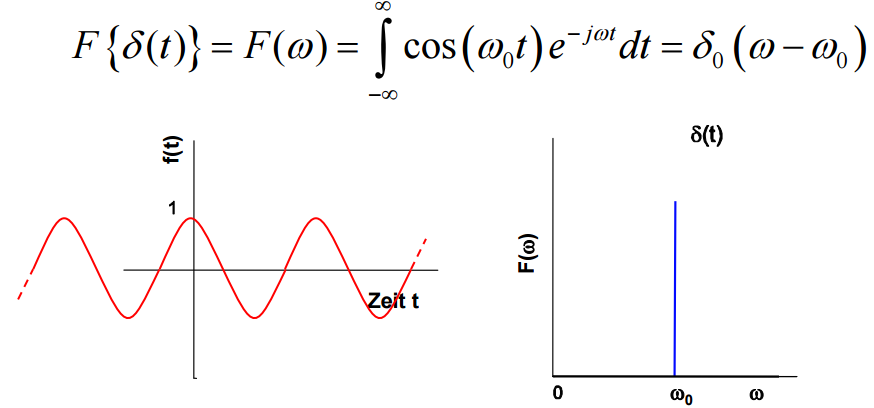 F{δ(t)} = F(ω) = ∫_{-∞}^{∞} cos(ω₀t) e^{-jωt} dt = δ₀(ω − ω₀)
f(t)
1
Zeit t
δ(t)
F(ω)
0 ω₀ ω